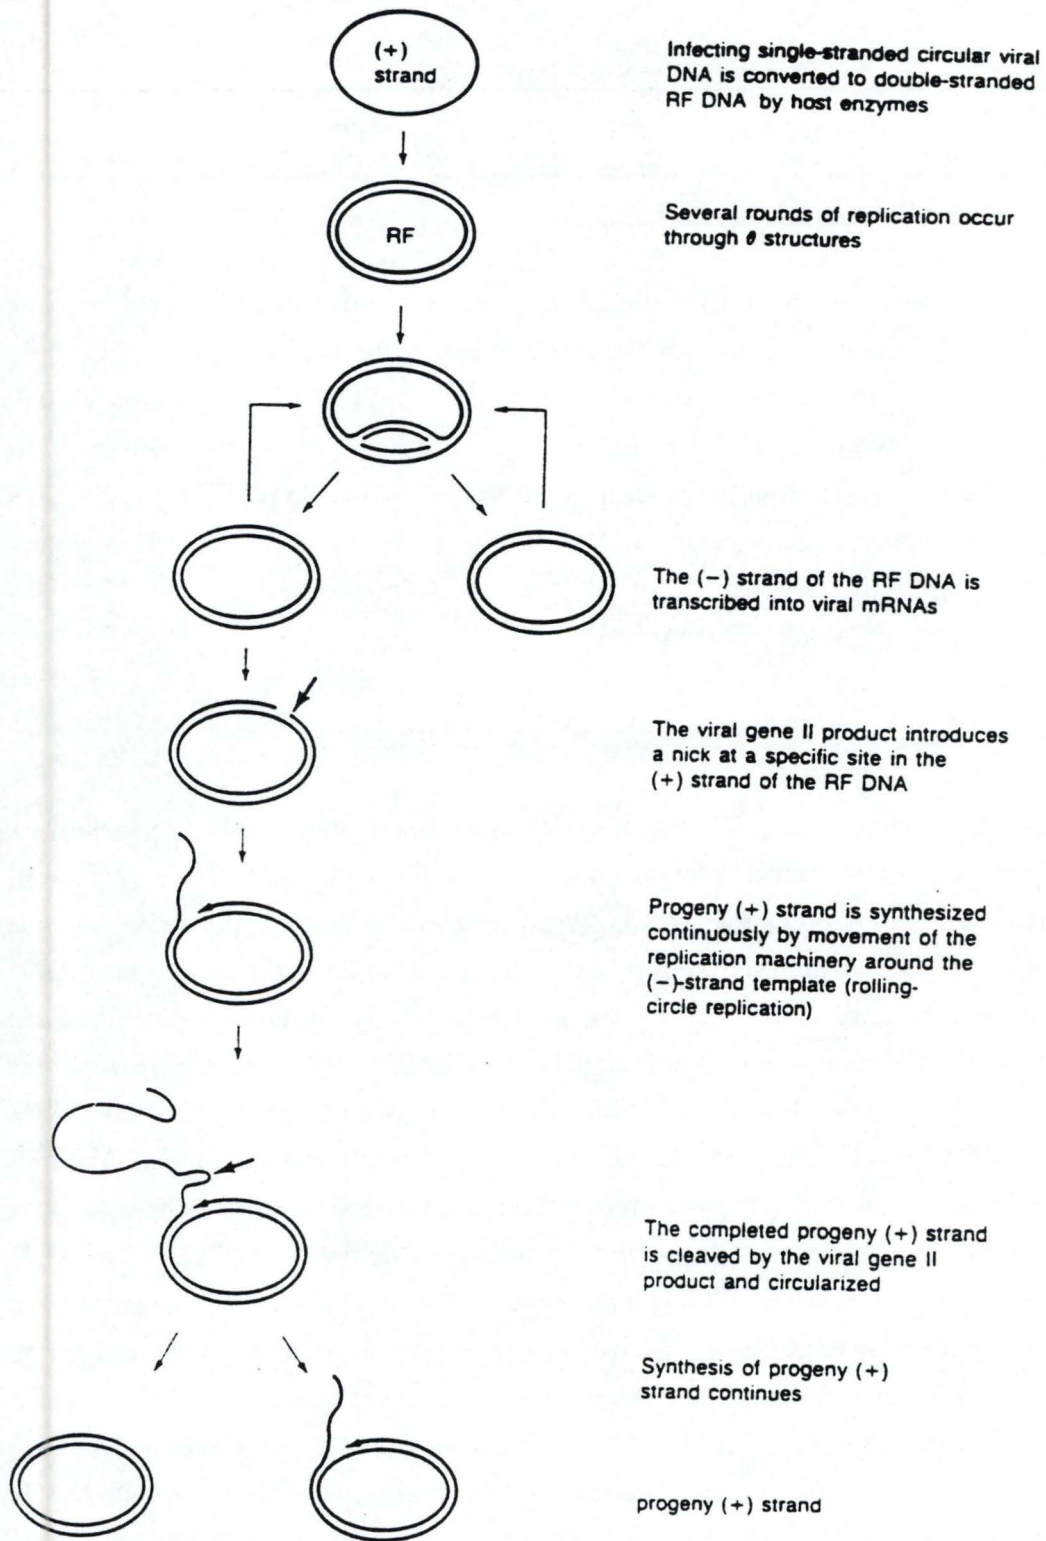 (+)
strand
Infecting single-stranded circular viral
DNA is converted to double-stranded
RF DNA by host enzymes
RF
Several rounds of replication occur
through θ structures
The (−) strand of the RF DNA is
transcribed into viral mRNAs
The viral gene II product introduces
a nick at a specific site in the
(+) strand of the RF DNA
Progeny (+) strand is synthesized
continuously by movement of the
replication machinery around the
(−)-strand template (rolling-
circle replication)
The completed progeny (+) strand
is cleaved by the viral gene II
product and circularized
Synthesis of progeny (+)
strand continues
progeny (+) strand